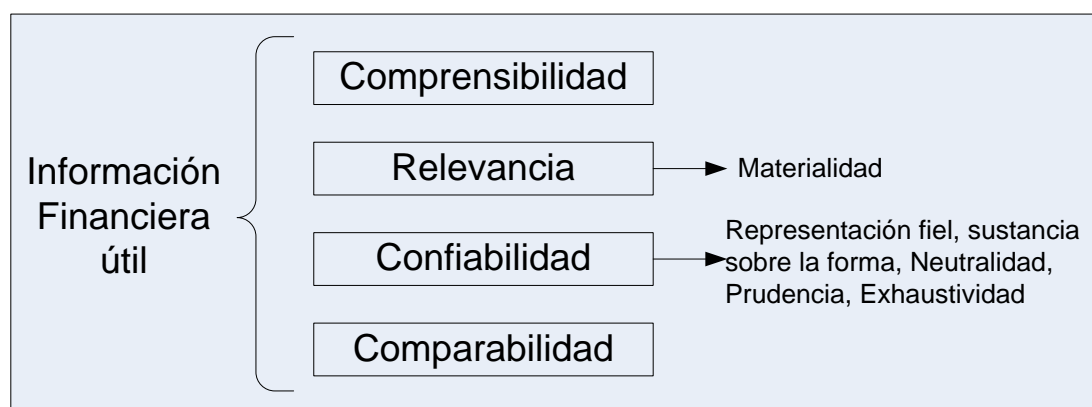 Información
Financiera
útil
Comprensibilidad
Relevancia
Materialidad
Confiabilidad
Representación fiel, sustancia
sobre la forma, Neutralidad,
Prudencia, Exhaustividad
Comparabilidad